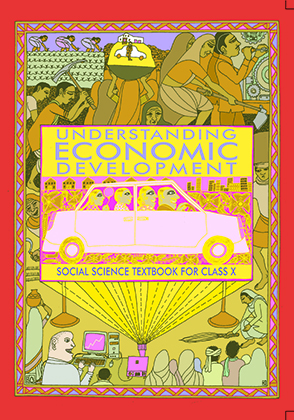 UNDERSTANDING
ECONOMIC
DEVELOPMENT
SOCIAL SCIENCE TEXTBOOK FOR CLASS X